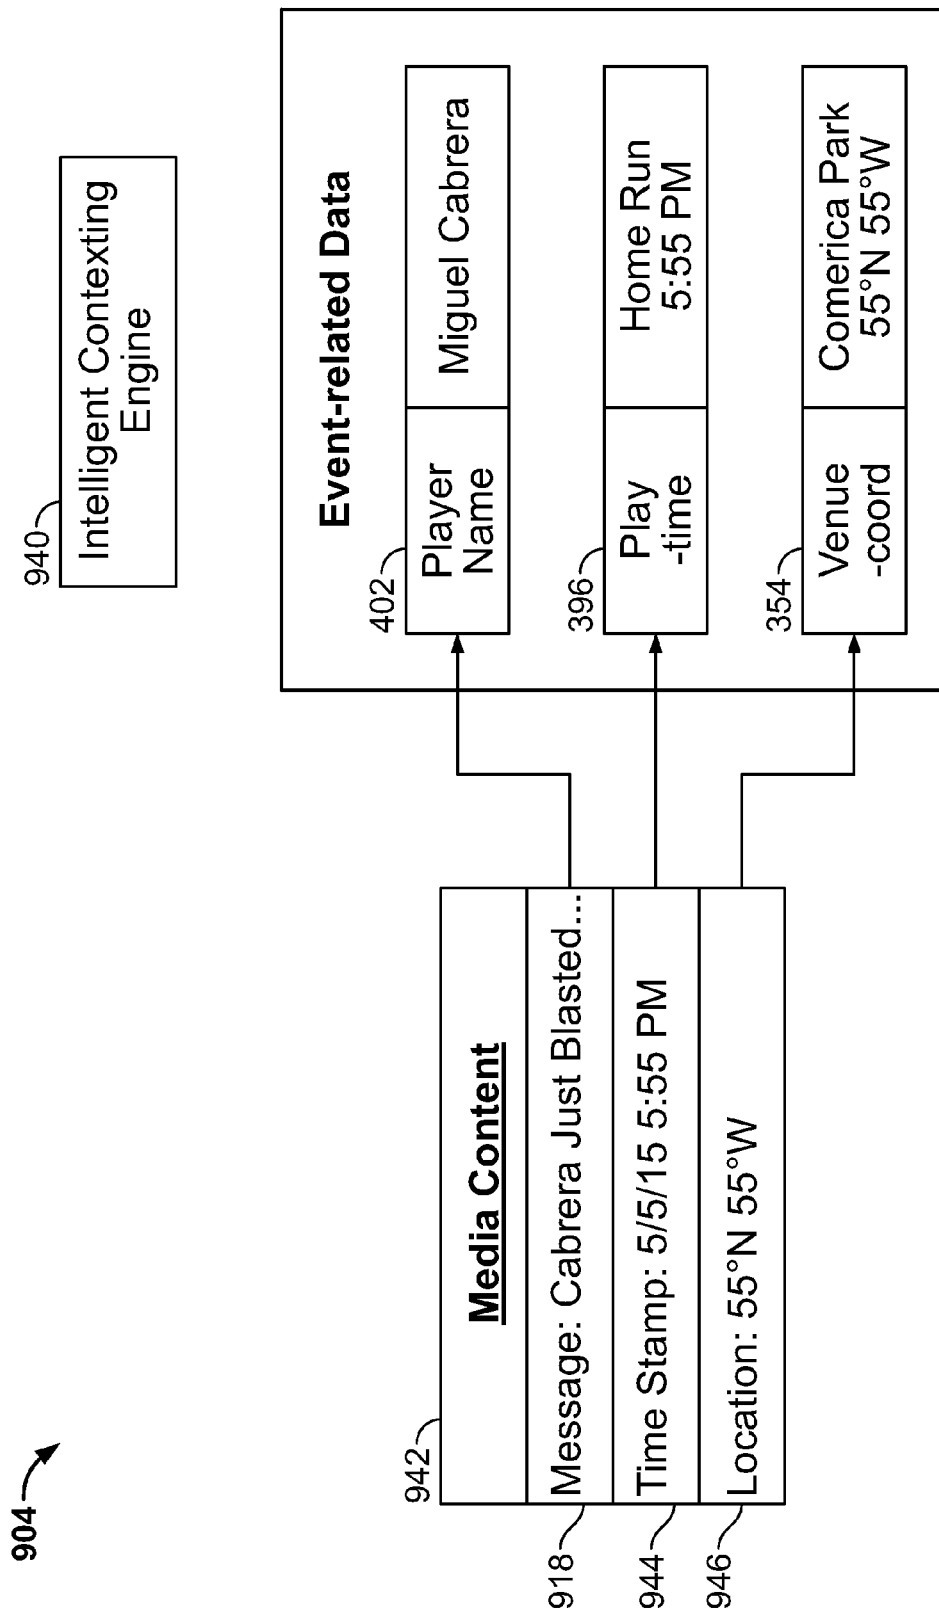 904
940
Intelligent Contexting
Engine
942
Media Content
918
Message: Cabrera Just Blasted...
944
Time Stamp: 5/5/15 5:55 PM
946
Location: 55°N 55°W
Event-related Data
402
Player
Name
Miguel Cabrera
396
Play
-time
Home Run
5:55 PM
354
Venue
-coord
Comerica Park
55°N 55°W